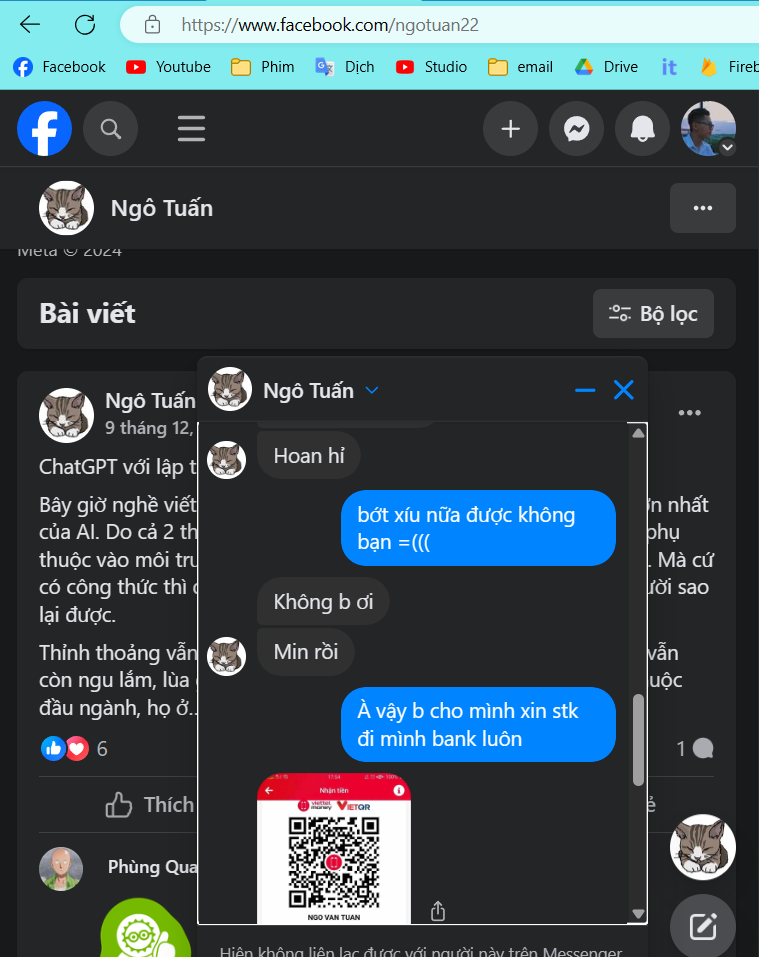 https://www.facebook.com/ngotuan22
Facebook
Youtube
Phim
Dịch
Studio
email
Drive
it
Fireb
Ngô Tuấn
Meta © 2024
Bài viết
Bộ lọc
Ngô Tuấn
9 tháng 12,
ChatGPT với lập t
Bây giờ nghề viết
ơn nhất
của AI. Do cả 2 th
phụ
thuộc vào môi trư
. Mà cứ
có công thức thì c
ười sao
lại được.
Thỉnh thoảng vẫn
vẫn
còn ngu lắm, lùa
uộc
đầu ngành, họ ở...
6
1
Thích
Phùng Qua
Ngô Tuấn
Hoan hỉ
bớt xíu nữa được không
bạn =(((
Không b ơi
Min rồi
À vậy b cho mình xin stk
đi mình bank luôn
17:54
Nhận tiền
viettel money VIETQR
NGO VAN TUAN
Hiện không liên lạc được với người này trên Messenger